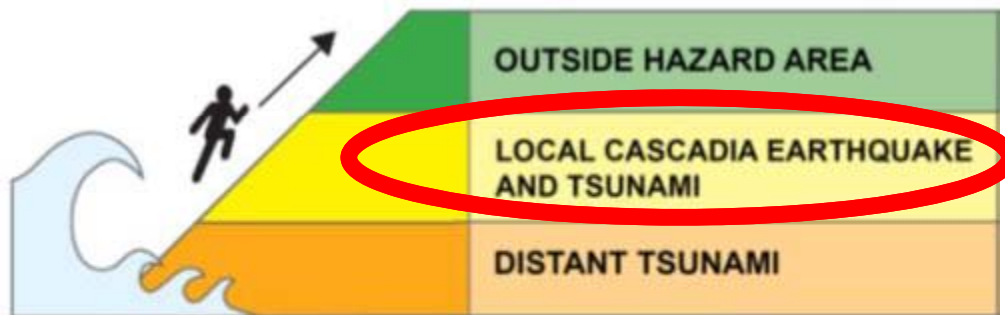 OUTSIDE HAZARD AREA
LOCAL CASCADIA EARTHQUAKE
AND TSUNAMI
DISTANT TSUNAMI